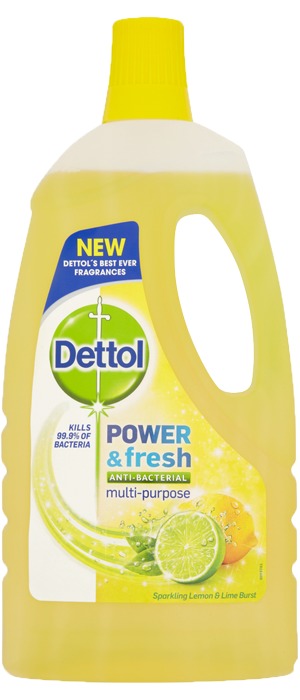 NEW
DETTOL'S BEST EVER
FRAGRANCES
Dettol
KILLS
99.9% OF
BACTERIA
POWER
& fresh
ANTI-BACTERIAL
multi-purpose
Sparkling Lemon & Lime Burst